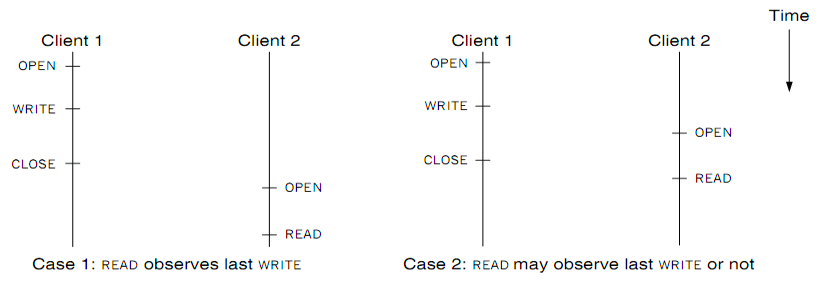 Time
Client 1
Client 2
OPEN
WRITE
CLOSE
OPEN
READ
Case 1: READ observes last WRITE
Client 1
Client 2
OPEN
WRITE
OPEN
CLOSE
READ
Case 2: READ may observe last WRITE or not